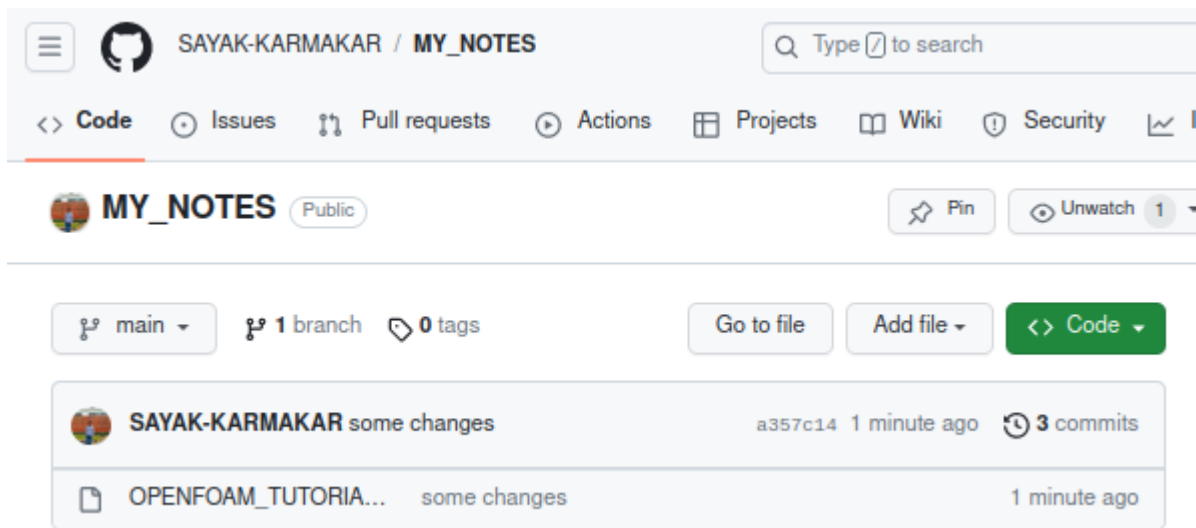 SAYAK-KARMAKAR / MY_NOTES
Type / to search
Code Issues Pull requests Actions Projects Wiki Security
MY_NOTES Public
Pin Unwatch 1
main 1 branch 0 tags Go to file Add file Code
SAYAK-KARMAKAR some changes a357c14 1 minute ago 3 commits
OPENFOAM_TUTORIA... some changes 1 minute ago